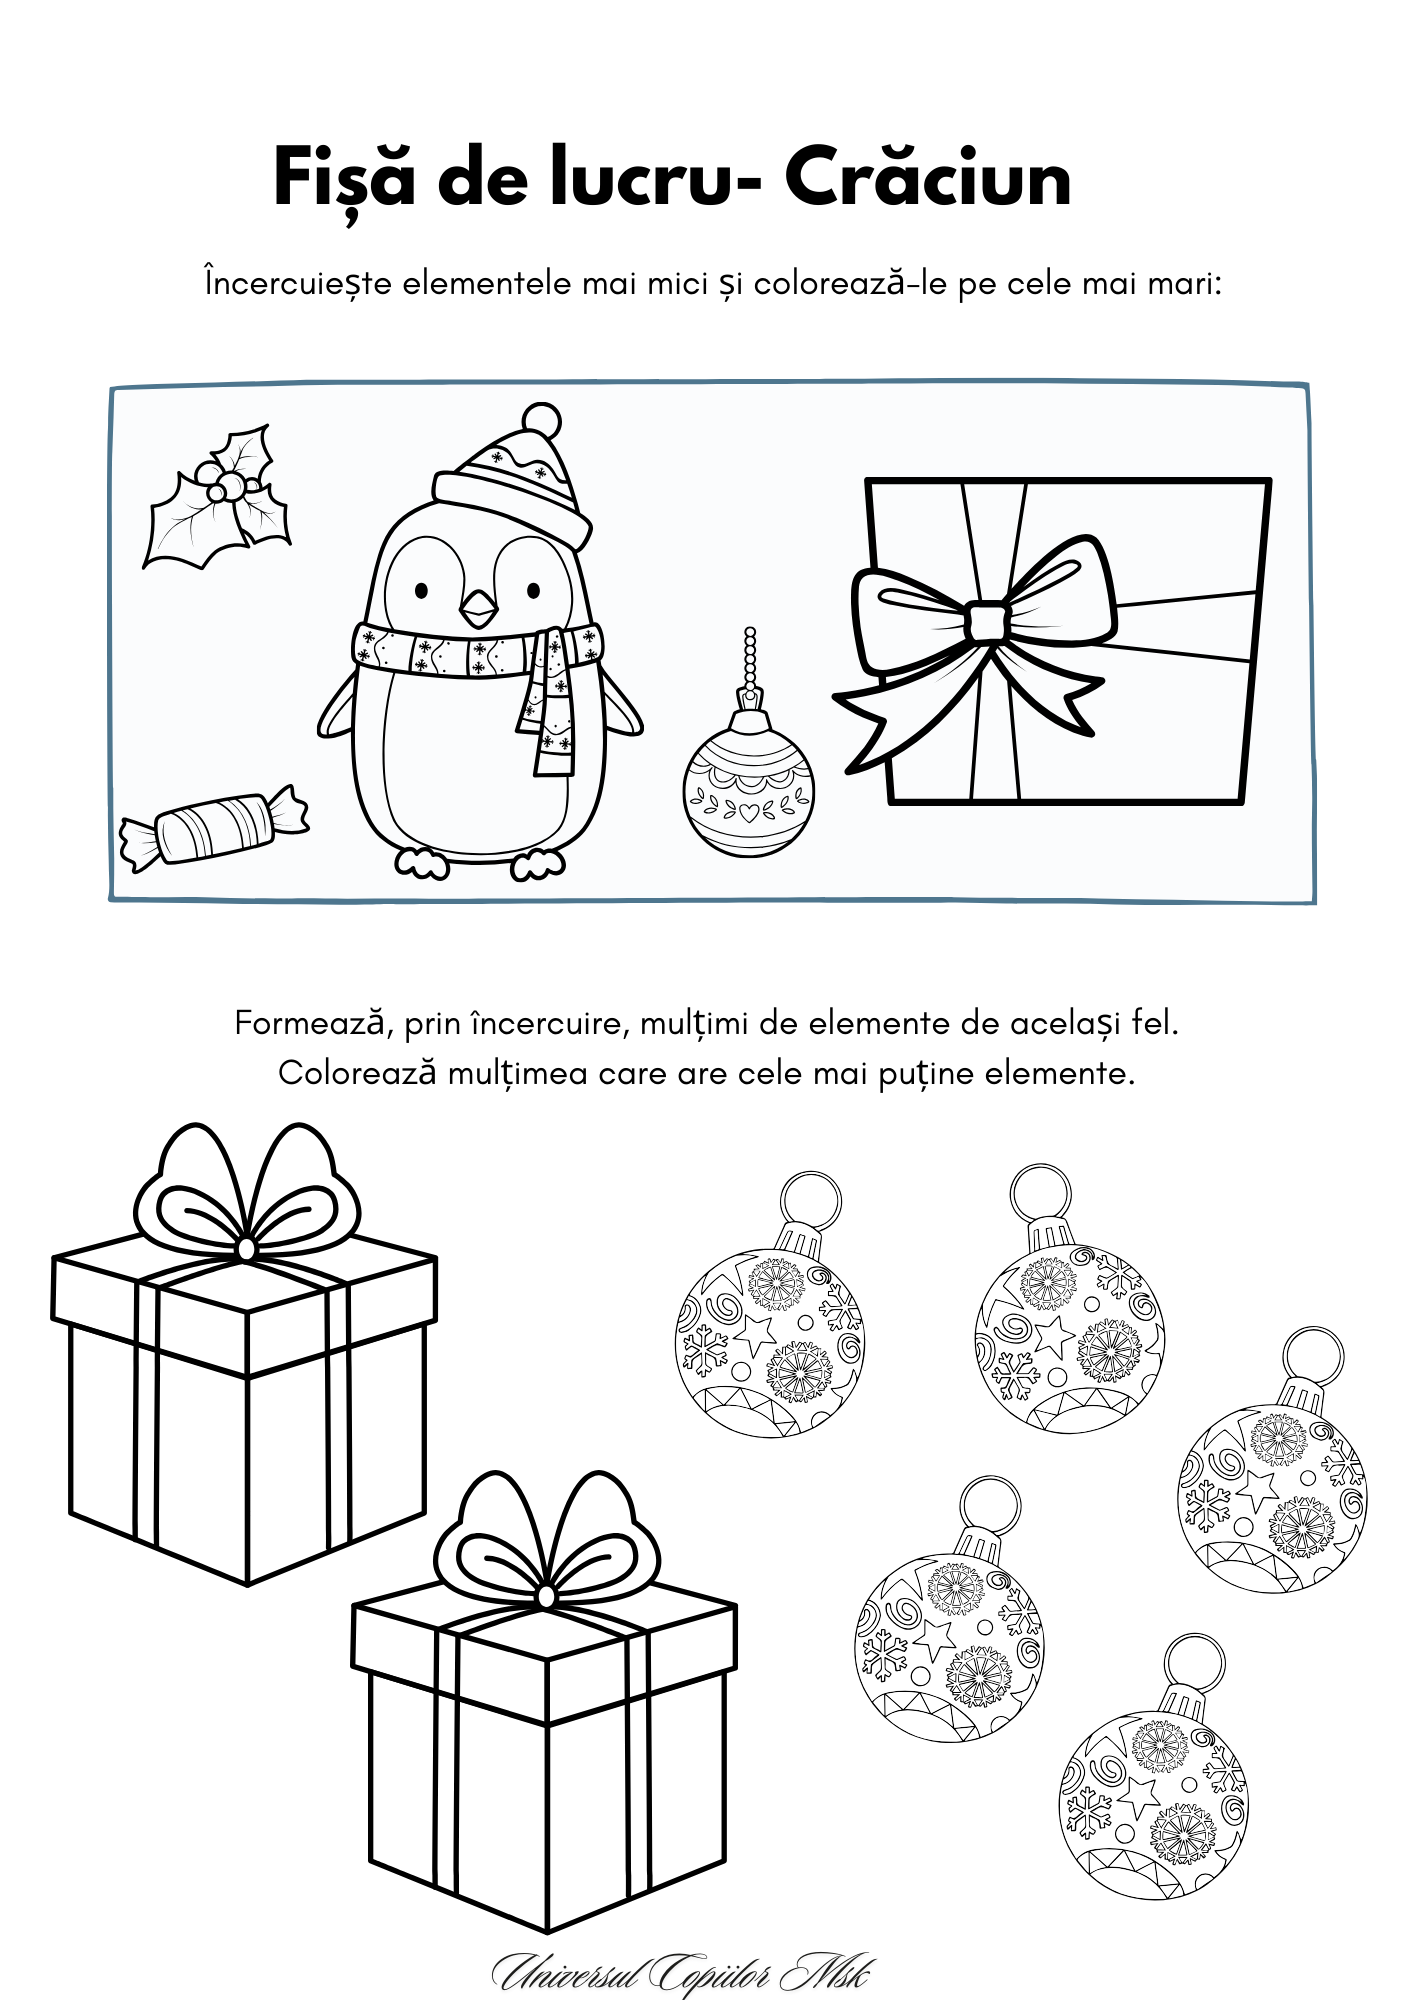 Fișă de lucru- Crăciun
Încercuiește elementele mai mici și colorează-le pe cele mai mari:
Formează, prin încercuire, mulțimi de elemente de același fel.
Colorează mulțimea care are cele mai puține elemente.
Universul Copiilor Msk